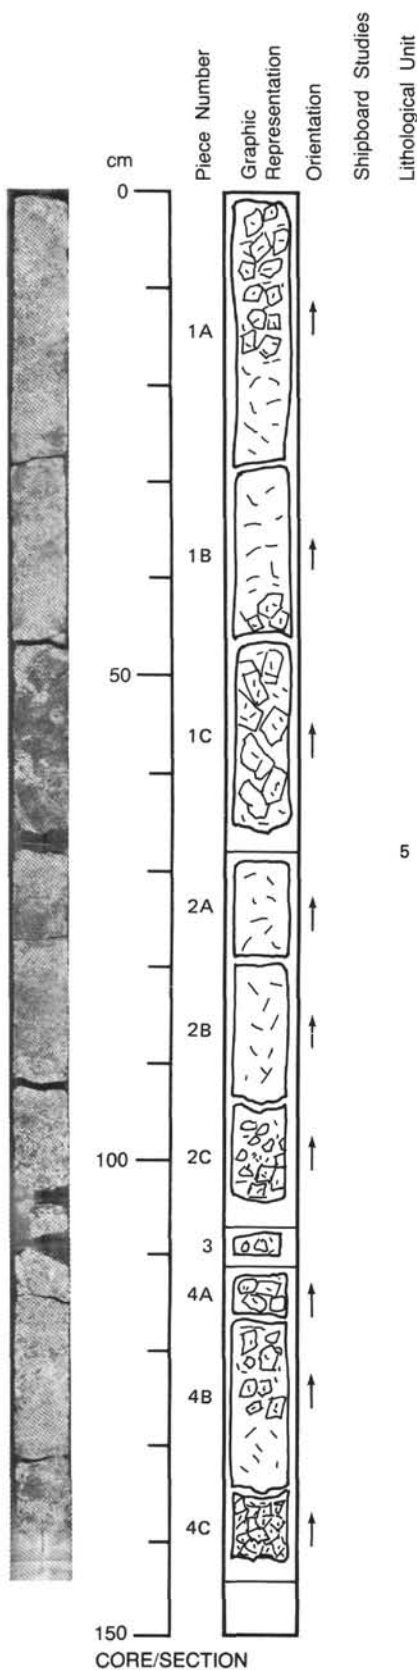 cm
Piece Number
Graphic
Representation
Orientation
Shipboard Studies
Lithological Unit
0
1A
1B
50
1C
5
2A
2B
100
2C
3
4A
4B
4C
150
CORE/SECTION